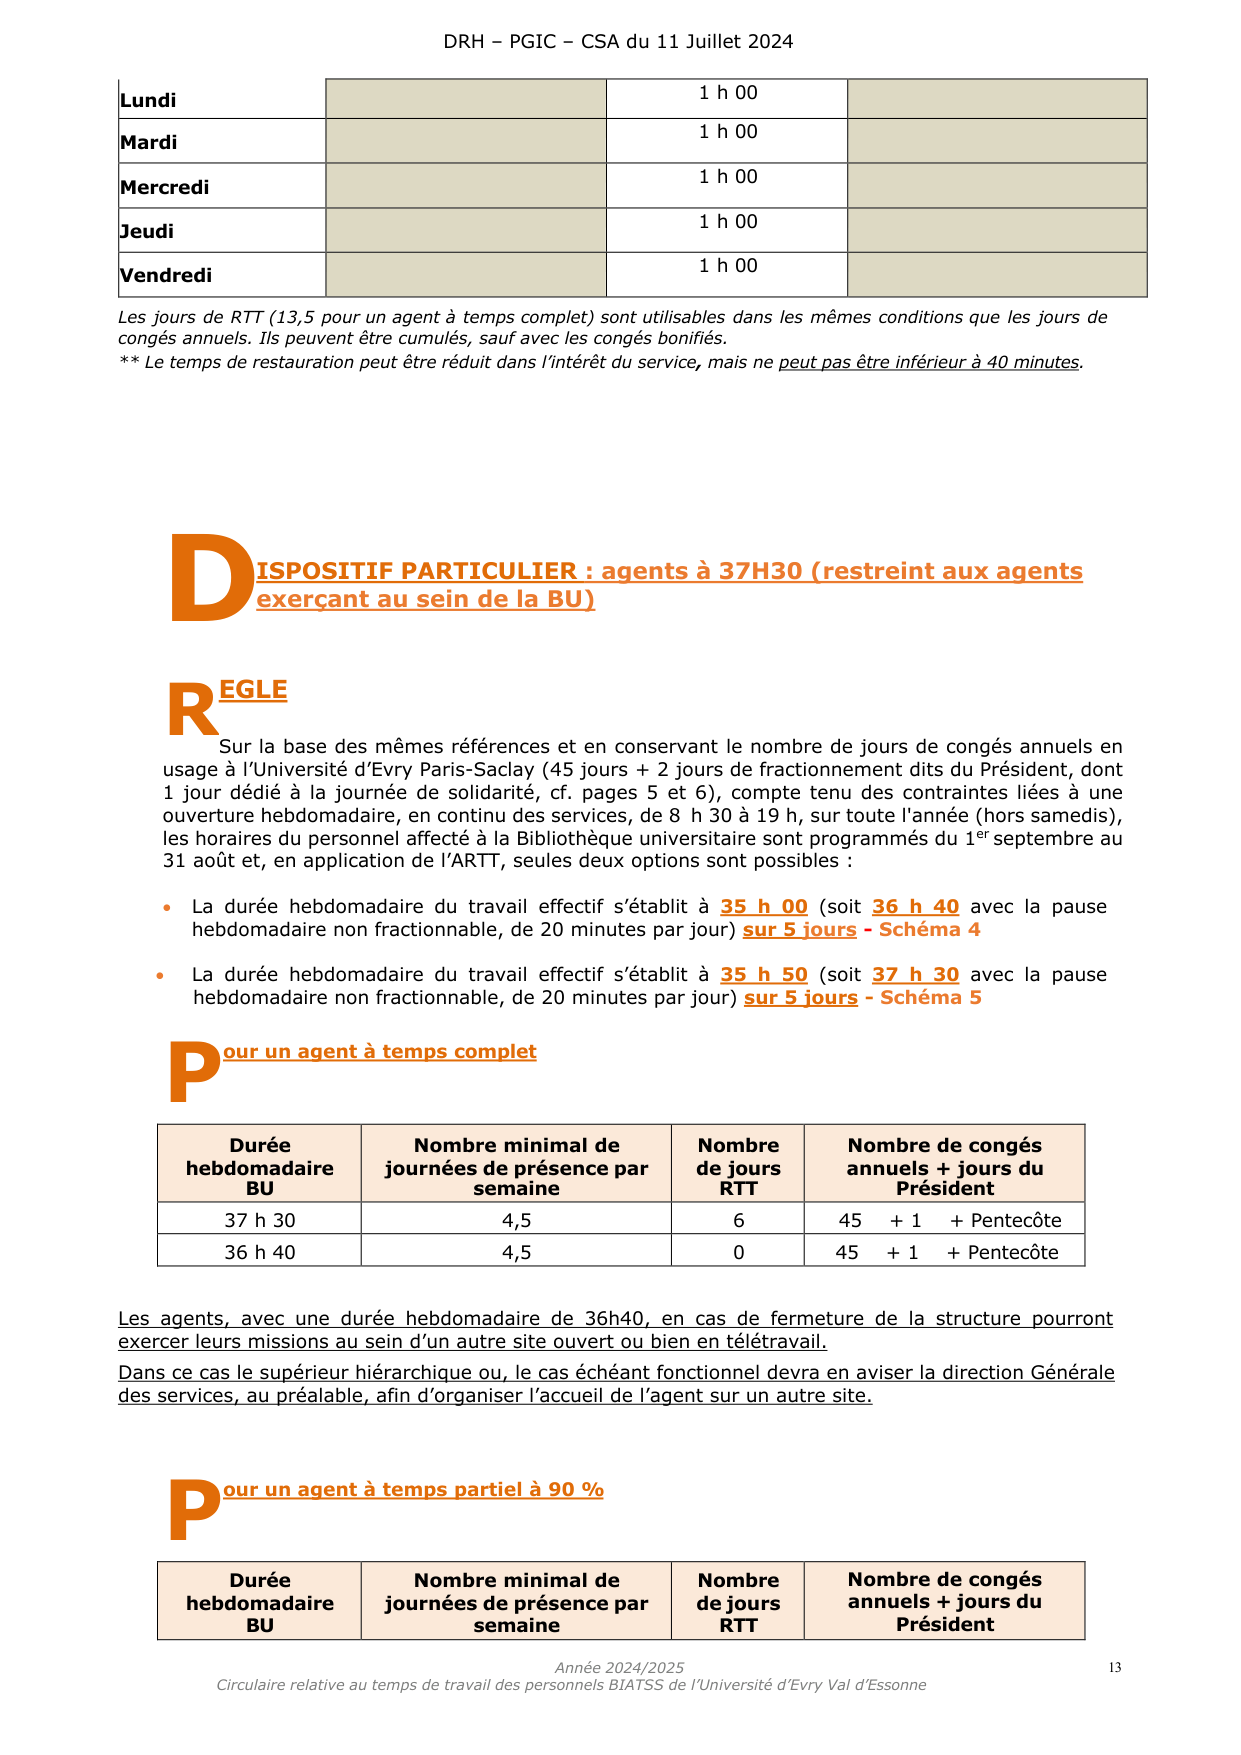 DRH – PGIC – CSA du 11 Juillet 2024
Lundi 1 h 00
Mardi 1 h 00
Mercredi 1 h 00
Jeudi 1 h 00
Vendredi 1 h 00
Les jours de RTT (13,5 pour un agent à temps complet) sont utilisables dans les mêmes conditions que les jours de
congés annuels. Ils peuvent être cumulés, sauf avec les congés bonifiés.
** Le temps de restauration peut être réduit dans l’intérêt du service, mais ne peut pas être inférieur à 40 minutes.
DISPOSITIF PARTICULIER : agents à 37H30 (restreint aux agents
exerçant au sein de la BU)
REGLE
Sur la base des mêmes références et en conservant le nombre de jours de congés annuels en
usage à l’Université d’Evry Paris-Saclay (45 jours + 2 jours de fractionnement dits du Président, dont
1 jour dédié à la journée de solidarité, cf. pages 5 et 6), compte tenu des contraintes liées à une
ouverture hebdomadaire, en continu des services, de 8 h 30 à 19 h, sur toute l'année (hors samedis),
les horaires du personnel affecté à la Bibliothèque universitaire sont programmés du 1er septembre au
31 août et, en application de l’ARTT, seules deux options sont possibles :
• La durée hebdomadaire du travail effectif s’établit à 35 h 00 (soit 36 h 40 avec la pause
hebdomadaire non fractionnable, de 20 minutes par jour) sur 5 jours - Schéma 4
• La durée hebdomadaire du travail effectif s’établit à 35 h 50 (soit 37 h 30 avec la pause
hebdomadaire non fractionnable, de 20 minutes par jour) sur 5 jours - Schéma 5
Pour un agent à temps complet
Durée Nombre minimal de Nombre Nombre de congés
hebdomadaire journées de présence par de jours annuels + jours du
BU semaine RTT Président
37 h 30 4,5 6 45 + 1 + Pentecôte
36 h 40 4,5 0 45 + 1 + Pentecôte
Les agents, avec une durée hebdomadaire de 36h40, en cas de fermeture de la structure pourront
exercer leurs missions au sein d’un autre site ouvert ou bien en télétravail.
Dans ce cas le supérieur hiérarchique ou, le cas échéant fonctionnel devra en aviser la direction Générale
des services, au préalable, afin d’organiser l’accueil de l’agent sur un autre site.
Pour un agent à temps partiel à 90 %
Durée Nombre minimal de Nombre Nombre de congés
hebdomadaire journées de présence par de jours annuels + jours du
BU semaine RTT Président
Année 2024/2025 13
Circulaire relative au temps de travail des personnels BIATSS de l’Université d’Evry Val d’Essonne